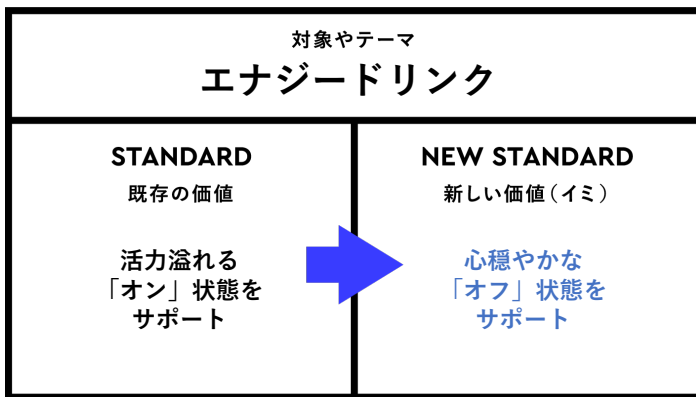 対象やテーマ
エナジードリンク
STANDARD
既存の価値
活力溢れる
「オン」状態を
サポート
NEW STANDARD
新しい価値（イミ）
心穏やかな
「オフ」状態を
サポート